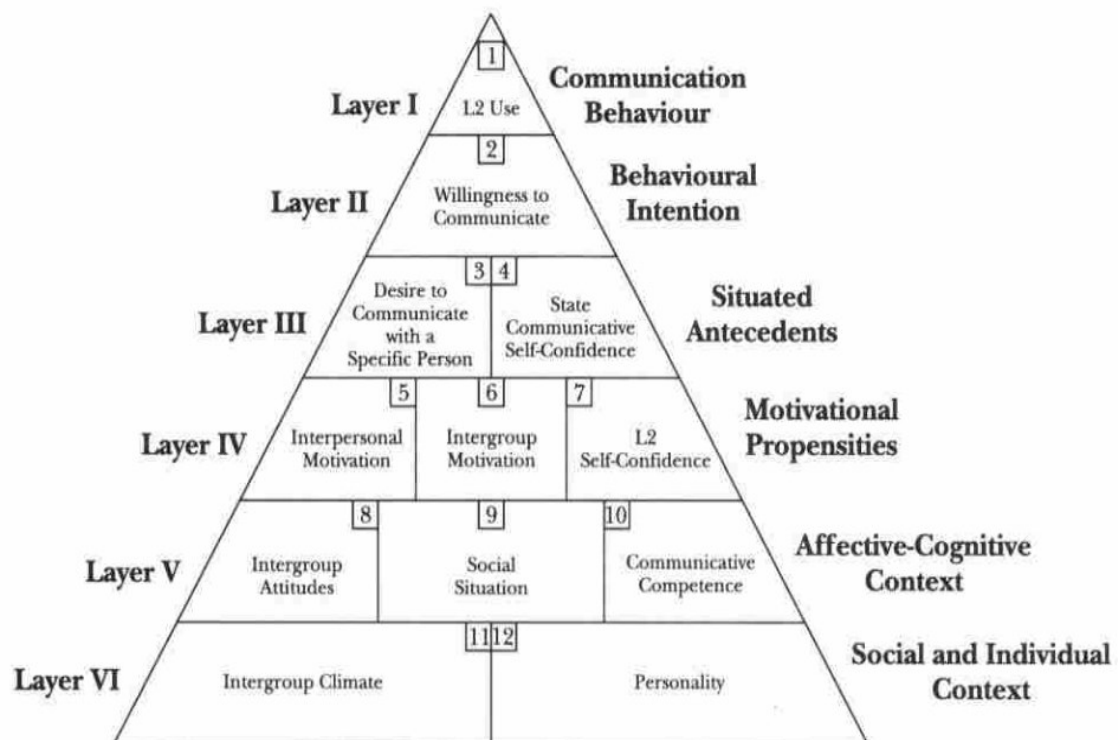 1
Layer I
L2 Use
Communication
Behaviour
2
Layer II
Willingness to
Communicate
Behavioural
Intention
3 4
Layer III
Desire to
Communicate
with a
Specific Person
State
Communicative
Self-Confidence
Situated
Antecedents
5 6 7
Layer IV
Interpersonal
Motivation
Intergroup
Motivation
L2
Self-Confidence
Motivational
Propensities
8 9 10
Layer V
Intergroup
Attitudes
Social
Situation
Communicative
Competence
Affective-Cognitive
Context
11 12
Layer VI
Intergroup Climate
Personality
Social and Individual
Context